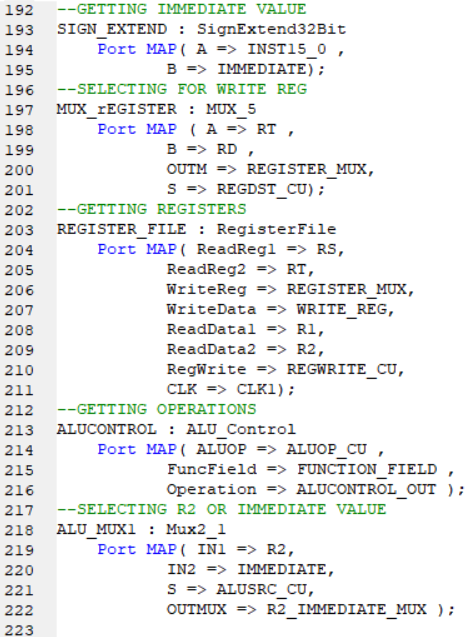 192 --GETTING IMMEDIATE VALUE
193 SIGN_EXTEND : SignExtend32Bit
194 Port MAP( A => INST15_0 ,
195 B => IMMEDIATE);
196 --SELECTING FOR WRITE REG
197 MUX_rEGISTER : MUX_5
198 Port MAP ( A => RT ,
199 B => RD ,
200 OUTM => REGISTER_MUX,
201 S => REGDST_CU);
202 --GETTING REGISTERS
203 REGISTER_FILE : RegisterFile
204 Port MAP( ReadReg1 => RS,
205 ReadReg2 => RT,
206 WriteReg => REGISTER_MUX,
207 WriteData => WRITE_REG,
208 ReadData1 => R1,
209 ReadData2 => R2,
210 RegWrite => REGWRITE_CU,
211 CLK => CLK1);
212 --GETTING OPERATIONS
213 ALUCONTROL : ALU_Control
214 Port MAP( ALUOP => ALUOP_CU ,
215 FuncField => FUNCTION_FIELD ,
216 Operation => ALUCONTROL_OUT );
217 --SELECTING R2 OR IMMEDIATE VALUE
218 ALU_MUX1 : Mux2_1
219 Port MAP( IN1 => R2,
220 IN2 => IMMEDIATE,
221 S => ALUSRC_CU,
222 OUTMUX => R2_IMMEDIATE_MUX );
223